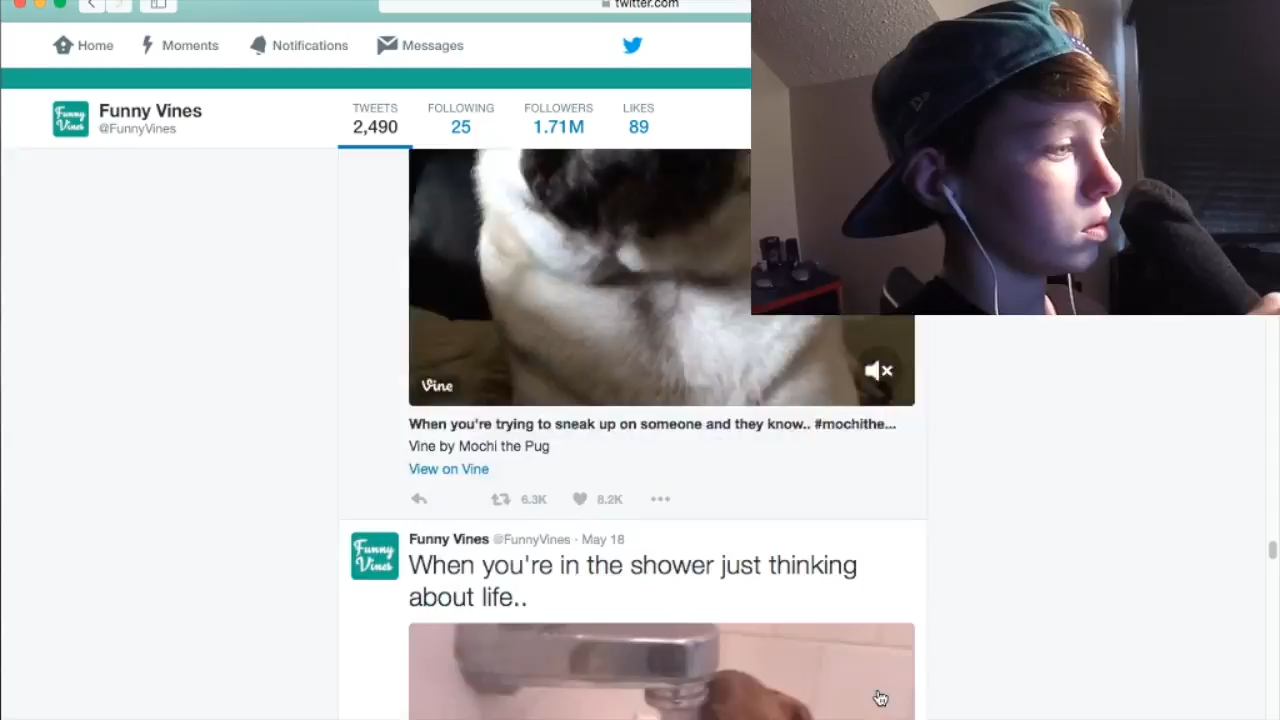 twitter.com
Home Moments Notifications Messages
Funny Vines
Funny Vines
@FunnyVines
TWEETS FOLLOWING FOLLOWERS LIKES
2,490 25 1.71M 89
Vine
When you're trying to sneak up on someone and they know.. #mochithe...
Vine by Mochi the Pug
View on Vine
6.3K 8.2K
Funny Vines
Funny Vines @FunnyVines · May 18
When you're in the shower just thinking
about life..